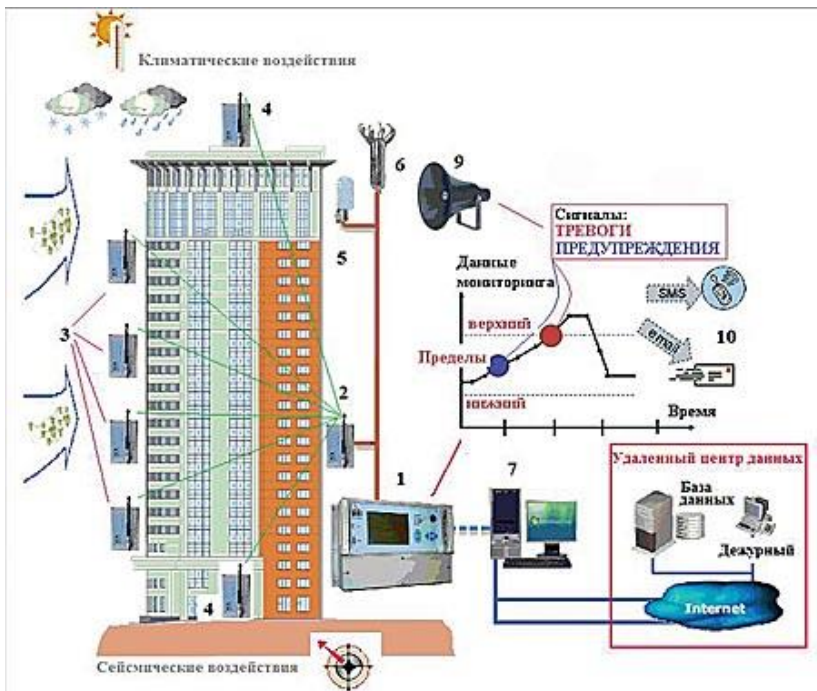 Климатические воздействия
4
6
9
Сигналы:
ТРЕВОГИ
ПРЕДУПРЕЖДЕНИЯ
5
Данные
мониторинга
SMS
верхний
email
10
3
Пределы
2
нижний
Время
1
7
Удаленный центр данных
База
данных
Дежурный
4
Internet
Сейсмические воздействия